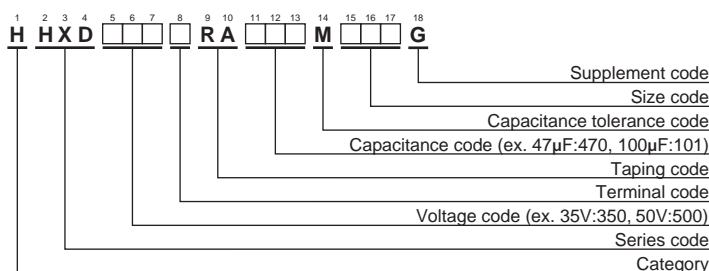 1 2 3 4 5 6 7 8 9 10 11 12 13 14 15 16 17 18
H H X D □□□ □ R A □□□ M □□□ G
Supplement code
Size code
Capacitance tolerance code
Capacitance code (ex. 47µF:470, 100µF:101)
Taping code
Terminal code
Voltage code (ex. 35V:350, 50V:500)
Series code
Category